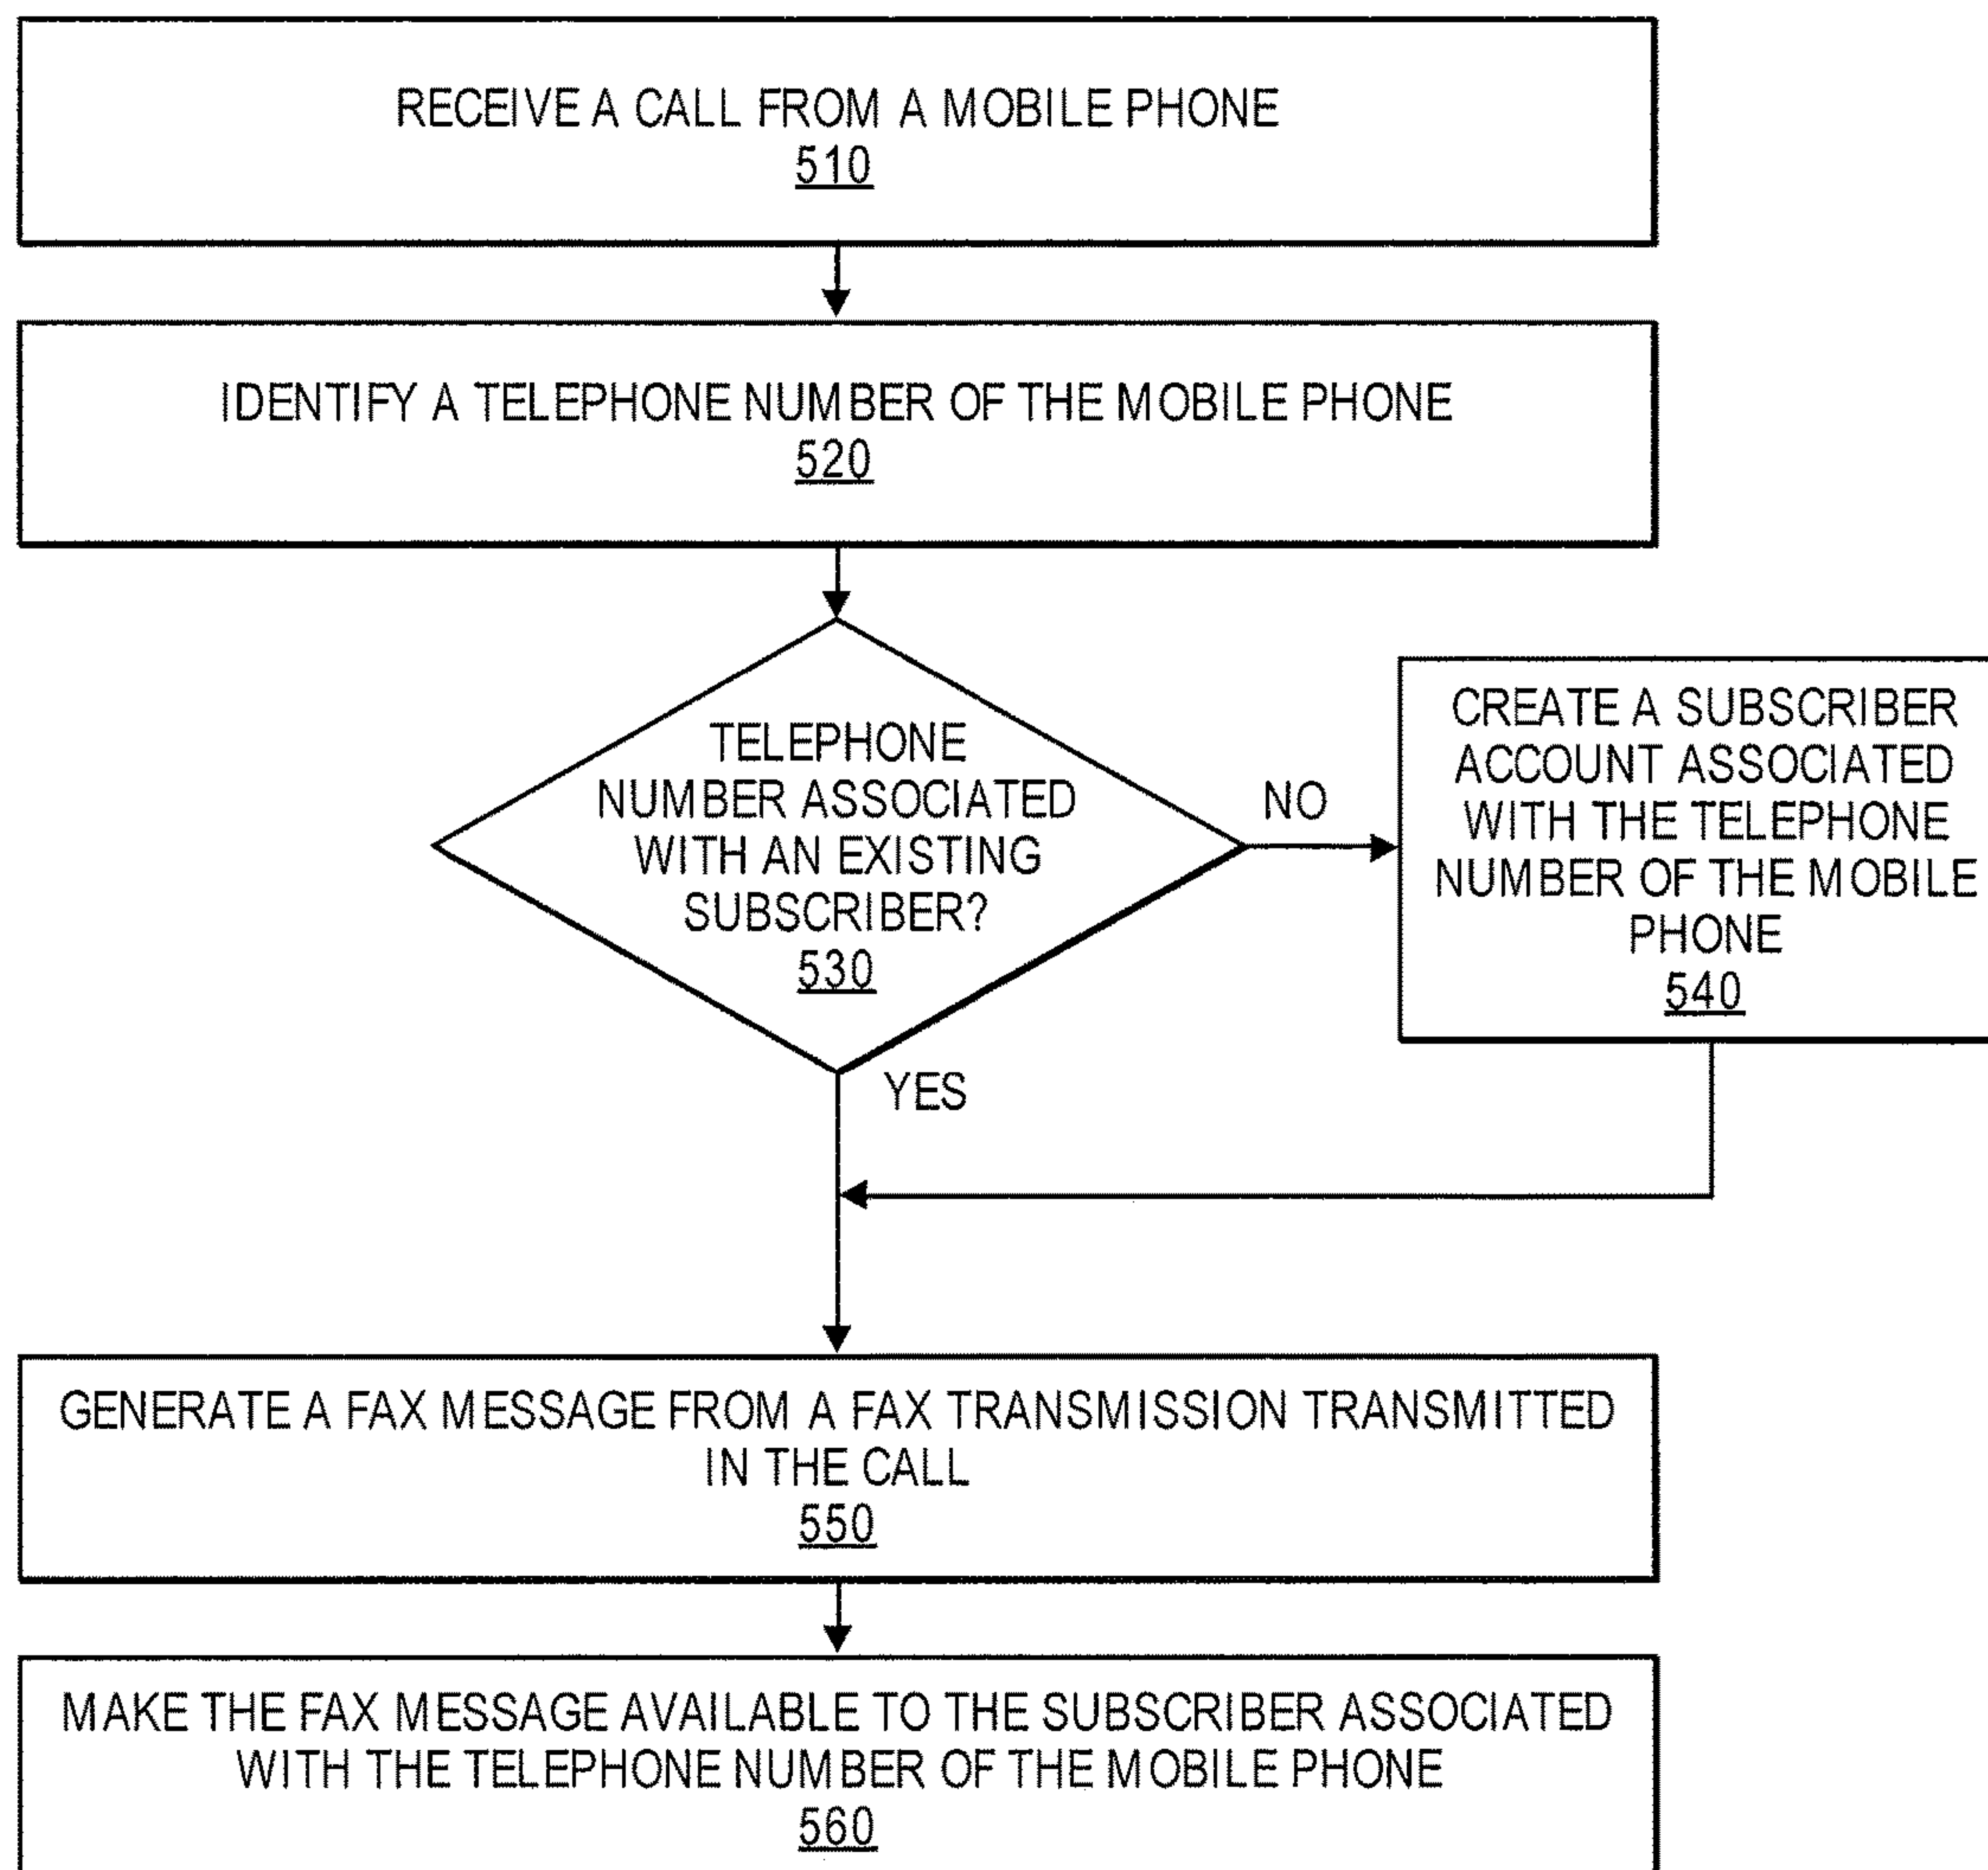 RECEIVE A CALL FROM A MOBILE PHONE
510
IDENTIFY A TELEPHONE NUMBER OF THE MOBILE PHONE
520
TELEPHONE
NUMBER ASSOCIATED
WITH AN EXISTING
SUBSCRIBER?
530
NO
CREATE A SUBSCRIBER
ACCOUNT ASSOCIATED
WITH THE TELEPHONE
NUMBER OF THE MOBILE
PHONE
540
YES
GENERATE A FAX MESSAGE FROM A FAX TRANSMISSION TRANSMITTED
IN THE CALL
550
MAKE THE FAX MESSAGE AVAILABLE TO THE SUBSCRIBER ASSOCIATED
WITH THE TELEPHONE NUMBER OF THE MOBILE PHONE
560